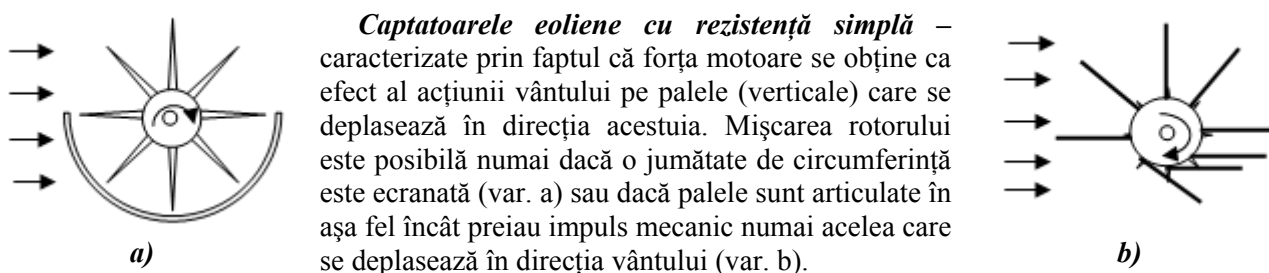 Captatoarele eoliene cu rezistență simplă –
caracterizate prin faptul că forța motoare se obține ca
efect al acțiunii vântului pe palele (verticale) care se
deplasează în direcția acestuia. Mișcarea rotorului
este posibilă numai dacă o jumătate de circumferință
este ecranată (var. a) sau dacă palele sunt articulate în
așa fel încât preiau impuls mecanic numai acelea care
se deplasează în direcția vântului (var. b).
a)
b)